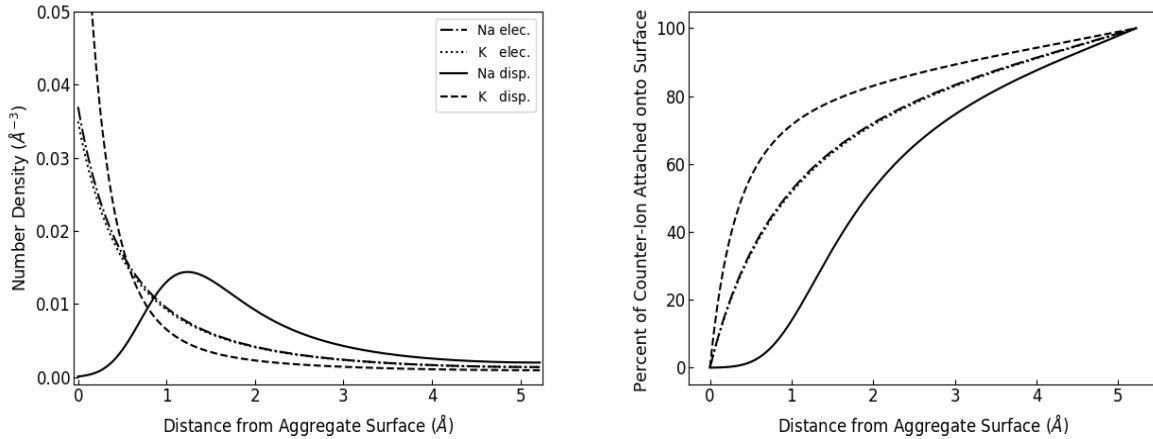 Number Density (Å⁻³)
0.05
0.04
0.03
0.02
0.01
0.00
0 1 2 3 4 5
Distance from Aggregate Surface (Å)
Na elec.
K elec.
Na disp.
K disp.
Percent of Counter-Ion Attached onto Surface
100
80
60
40
20
0
0 1 2 3 4 5
Distance from Aggregate Surface (Å)